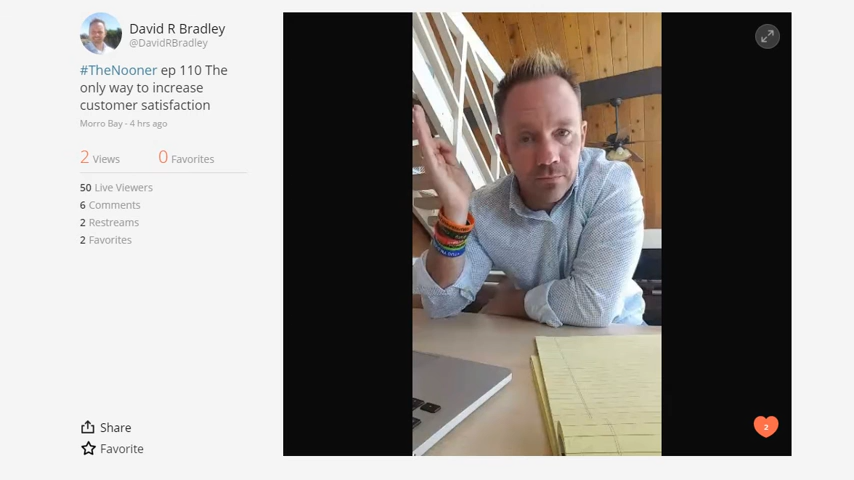 David R Bradley
@DavidRBradley
#TheNooner ep 110 The
only way to increase
customer satisfaction
Morro Bay - 4 hrs ago
2 Views 0 Favorites
50 Live Viewers
6 Comments
2 Restreams
2 Favorites
Share
Favorite
2